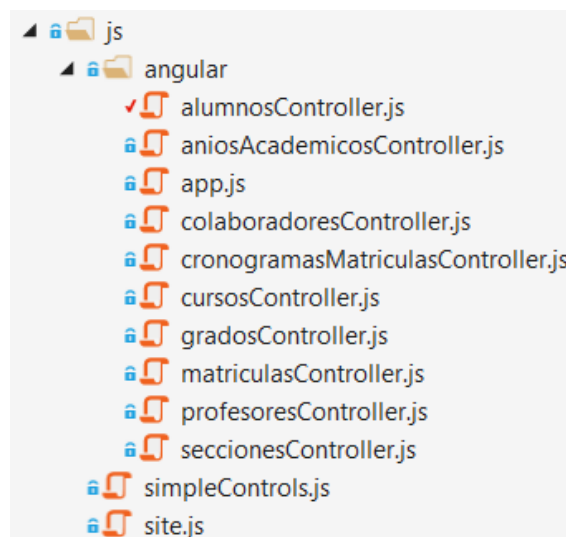 js
angular
alumnosController.js
aniosAcademicosController.js
app.js
colaboradoresController.js
cronogramasMatriculasController.js
cursosController.js
gradosController.js
matriculasController.js
profesoresController.js
seccionesController.js
simpleControls.js
site.js